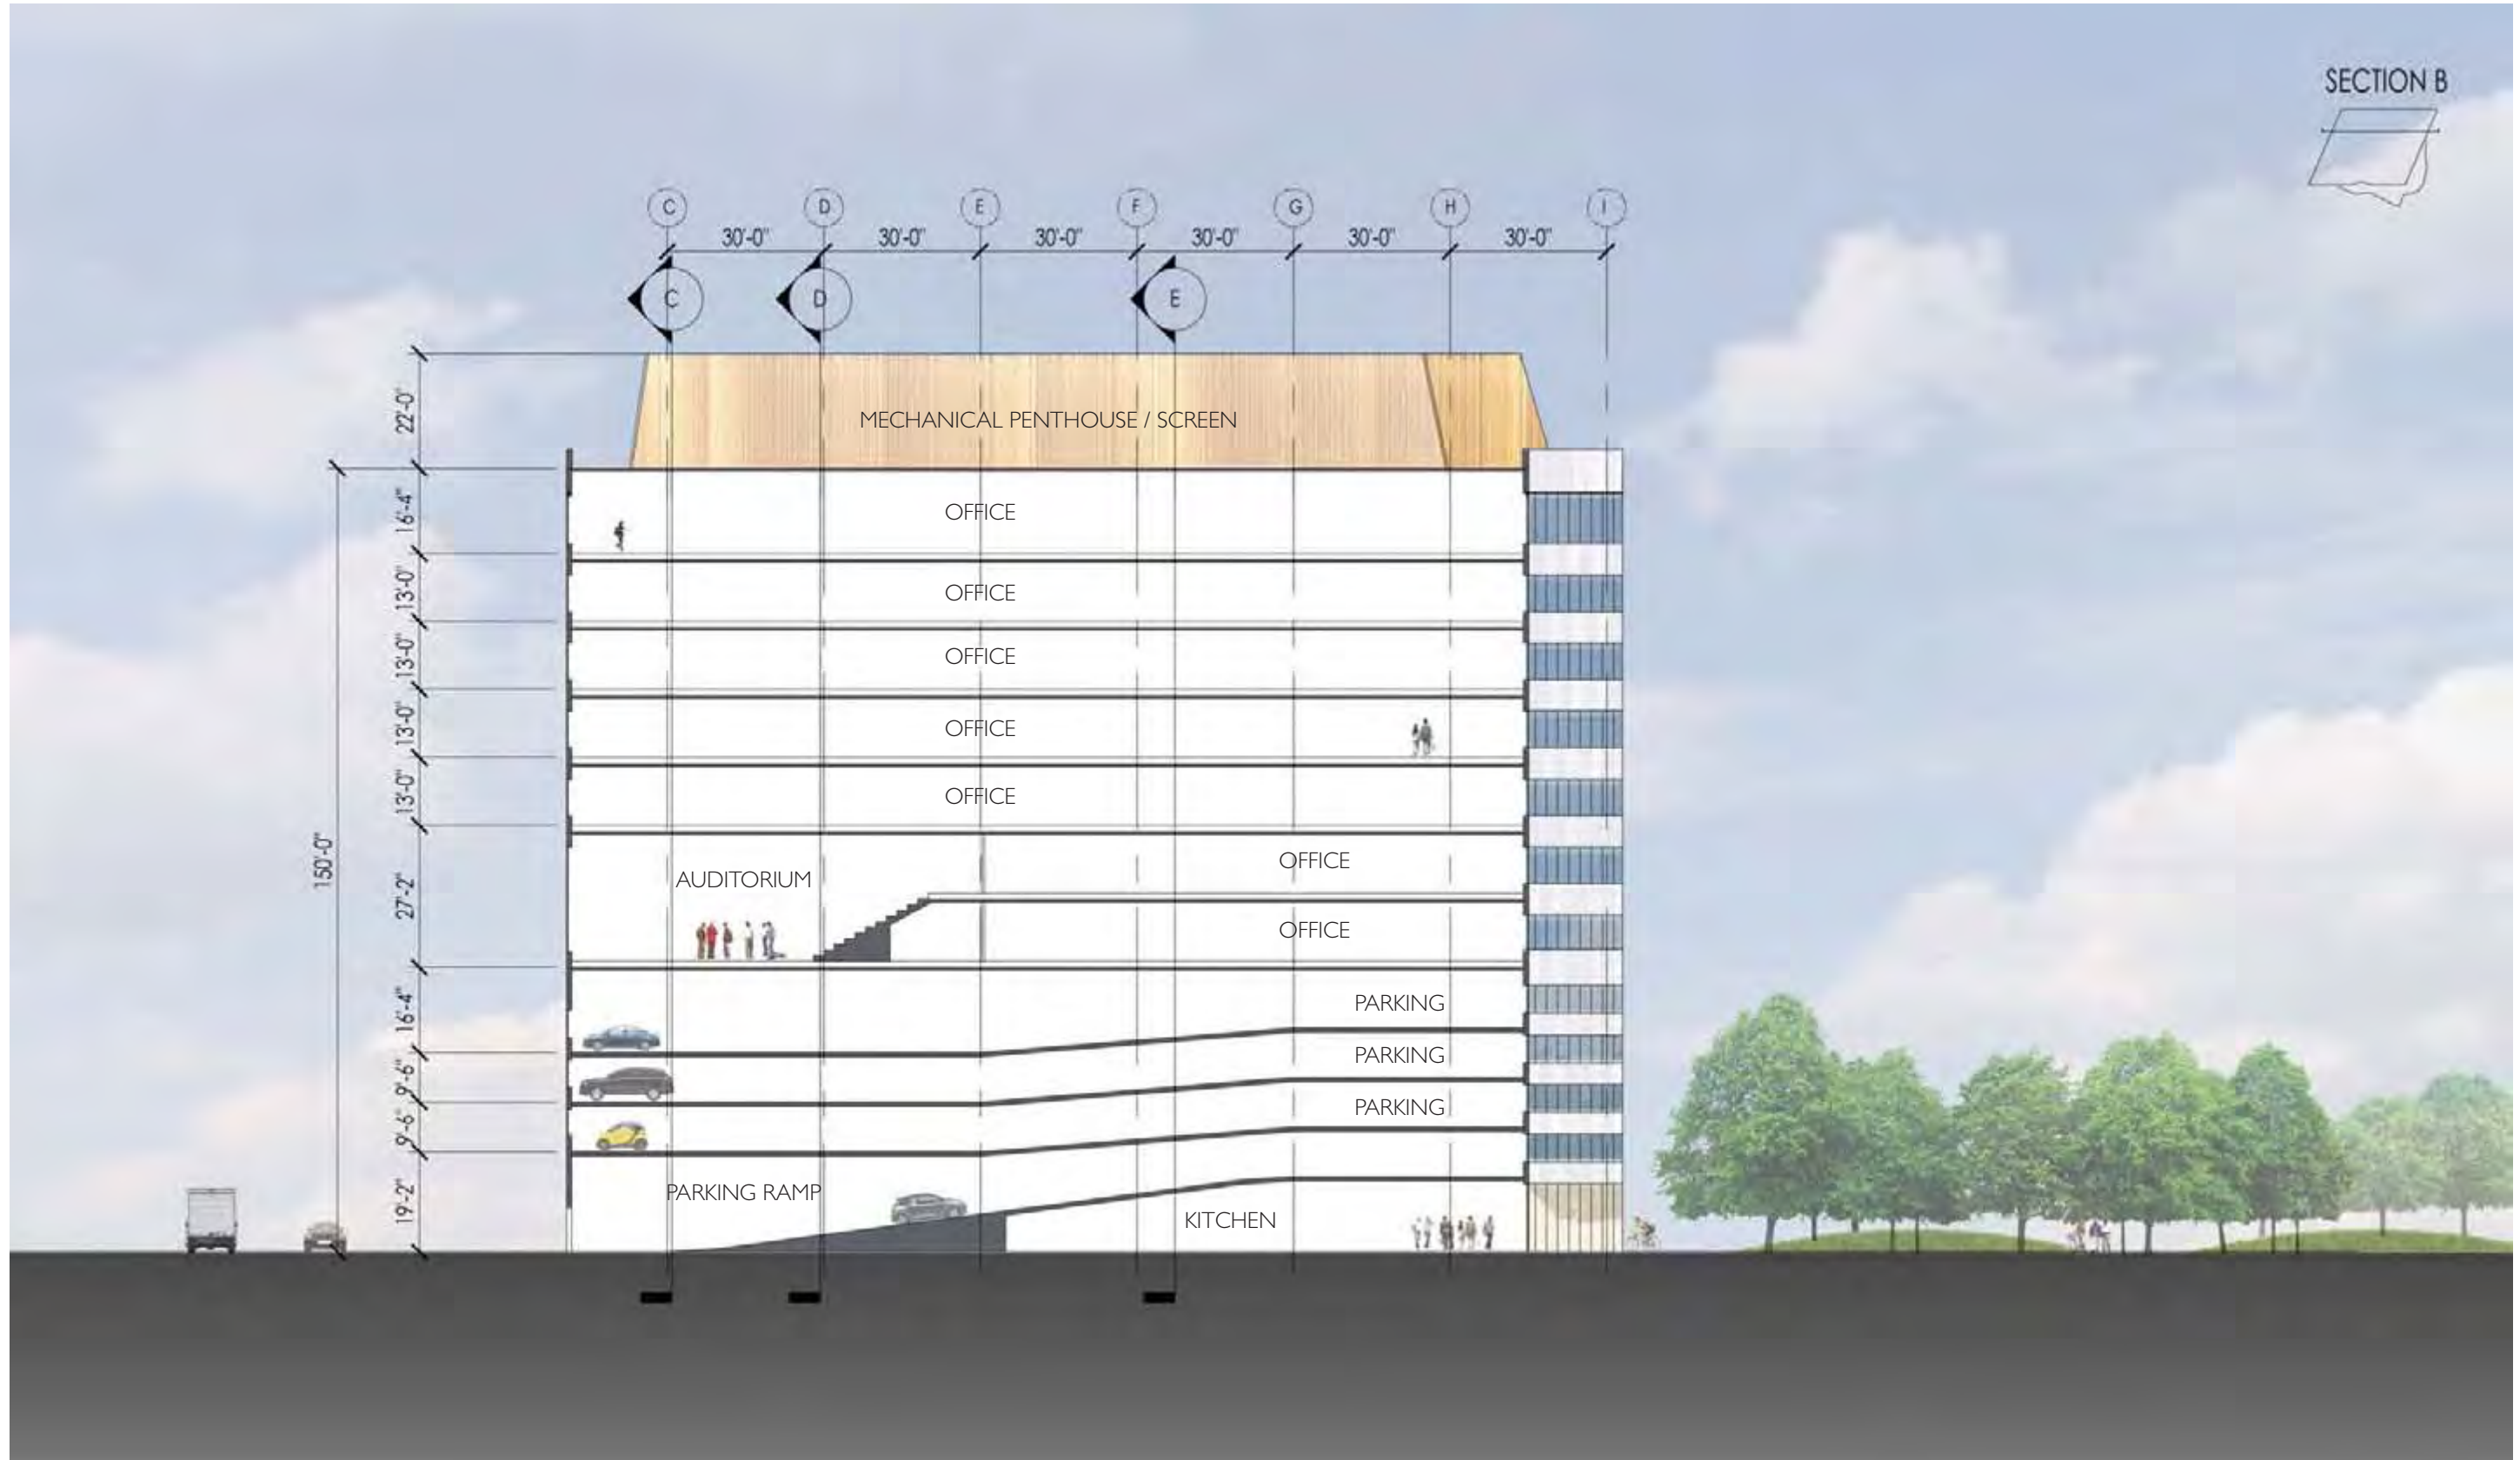 SECTION B
C D E F G H I
30'-0" 30'-0" 30'-0" 30'-0" 30'-0" 30'-0"
C D E
22'-0"
MECHANICAL PENTHOUSE / SCREEN
16'-4"
OFFICE
13'-0"
OFFICE
13'-0"
OFFICE
13'-0"
OFFICE
13'-0"
OFFICE
150'-0"
27'-2"
AUDITORIUM
OFFICE
OFFICE
16'-4"
PARKING
9'-6"
PARKING
9'-6"
PARKING
19'-2"
PARKING RAMP
KITCHEN